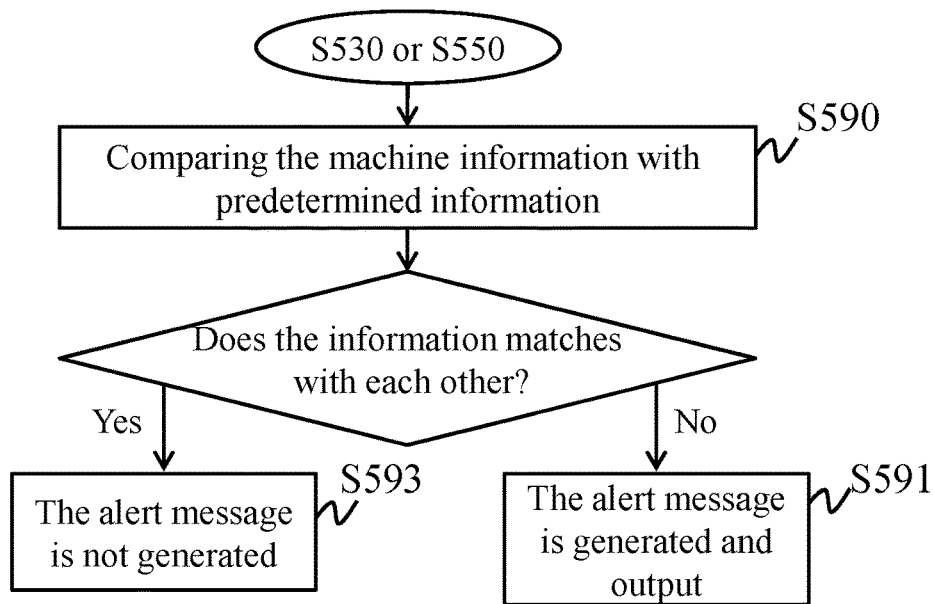 S530 or S550
S590
Comparing the machine information with
predetermined information
Does the information matches
with each other?
Yes
No
S593
The alert message
is not generated
S591
The alert message
is generated and
output